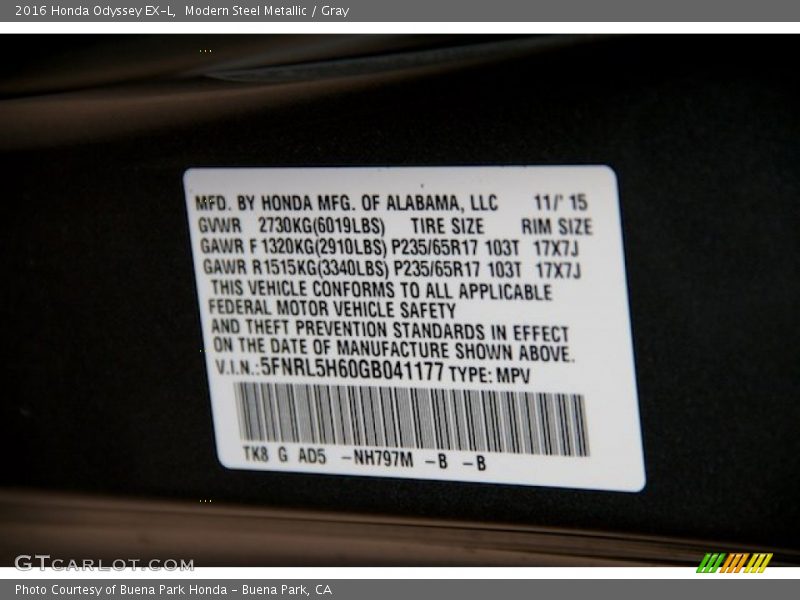 2016 Honda Odyssey EX-L,  Modern Steel Metallic / Gray
MFD. BY HONDA MFG. OF ALABAMA, LLC 11/' 15
GVWR 2730KG(6019LBS) TIRE SIZE RIM SIZE
GAWR F 1320KG(2910LBS) P235/65R17 103T 17X7J
GAWR R1515KG(3340LBS) P235/65R17 103T 17X7J
THIS VEHICLE CONFORMS TO ALL APPLICABLE
FEDERAL MOTOR VEHICLE SAFETY
AND THEFT PREVENTION STANDARDS IN EFFECT
ON THE DATE OF MANUFACTURE SHOWN ABOVE.
V.I.N.:5FNRL5H60GB041177 TYPE: MPV
TK8 G AD5 -NH797M -B -B
GTCARLOT.COM
Photo Courtesy of Buena Park Honda - Buena Park, CA